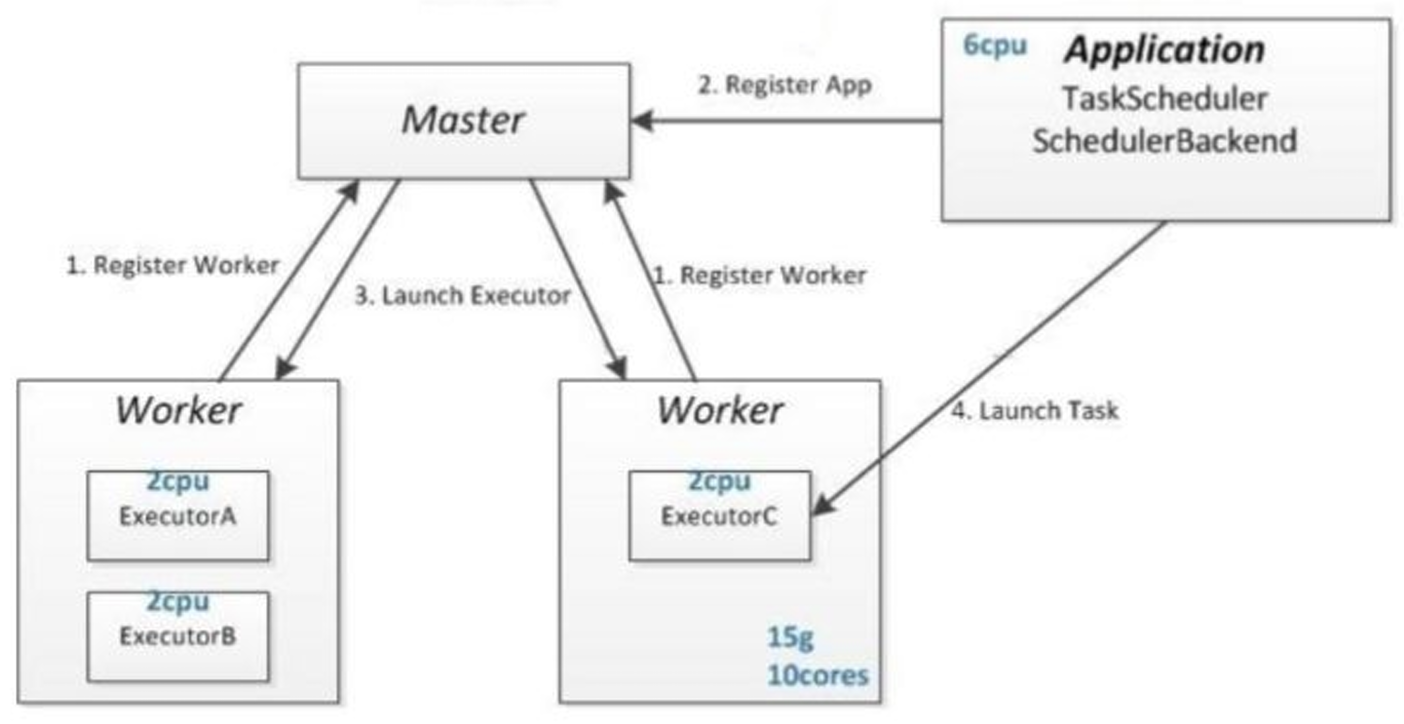 6cpu Application
TaskScheduler
SchedulerBackend
2. Register App
Master
1. Register Worker
3. Launch Executor
1. Register Worker
4. Launch Task
Worker
2cpu
ExecutorA
2cpu
ExecutorB
Worker
2cpu
ExecutorC
15g
10cores